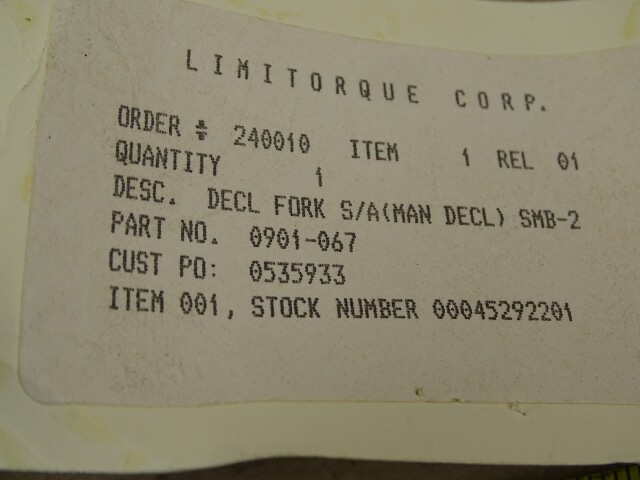 LIMITORQUE CORP.
ORDER # 240010 ITEM 1 REL 01
QUANTITY 1
DESC. DECL FORK S/A(MAN DECL) SMB-2
PART NO. 0901-067
CUST PO: 0535933
ITEM 001, STOCK NUMBER 00045292201